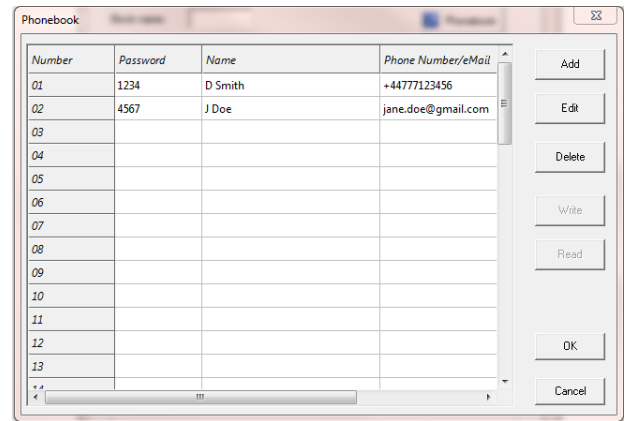 Phonebook
Number Password Name Phone Number/eMail
01 1234 D Smith +44777123456
02 4567 J Doe jane.doe@gmail.com
03
04
05
06
07
08
09
10
11
12
13
Add
Edit
Delete
Write
Read
OK
Cancel